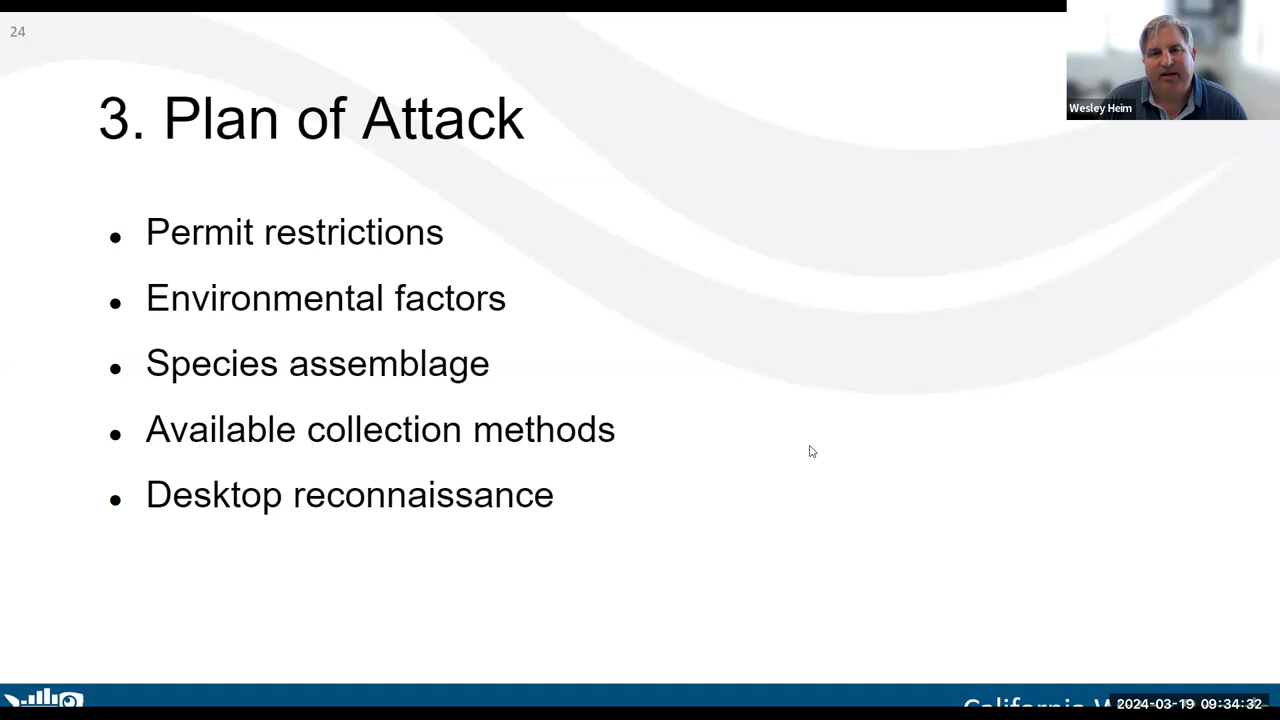 24
Wesley Heim
3. Plan of Attack
• Permit restrictions
• Environmental factors
• Species assemblage
• Available collection methods
• Desktop reconnaissance
California
2024-03-19 09:34:32